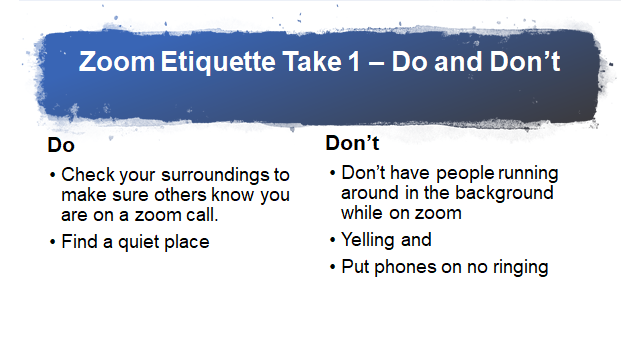 Zoom Etiquette Take 1 – Do and Don’t
Do
• Check your surroundings to
make sure others know you
are on a zoom call.
• Find a quiet place
Don’t
• Don’t have people running
around in the background
while on zoom
• Yelling and
• Put phones on no ringing